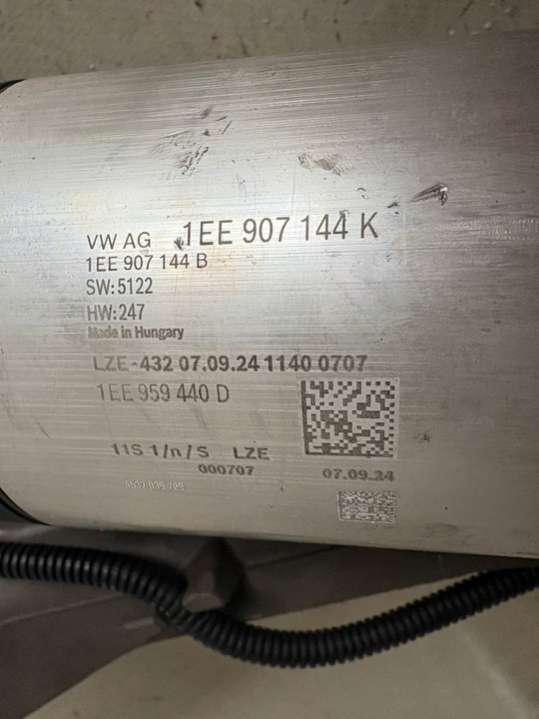 VW AG 1EE 907 144 K
1EE 907 144 B
SW:5122
HW:247
Made in Hungary
LZE-432 07.09.24 1140 0707
1EE 959 440 D
11S 1/n/S LZE
000707 07.09.24